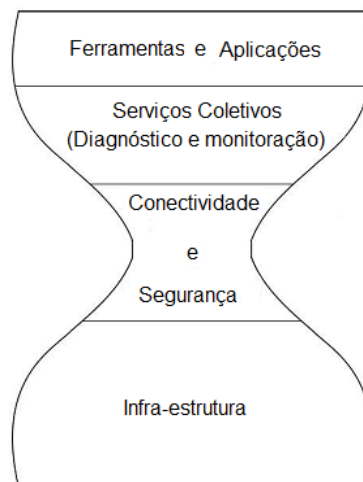 Ferramentas e Aplicações
Serviços Coletivos
(Diagnóstico e monitoração)
Conectividade
e
Segurança
Infra-estrutura